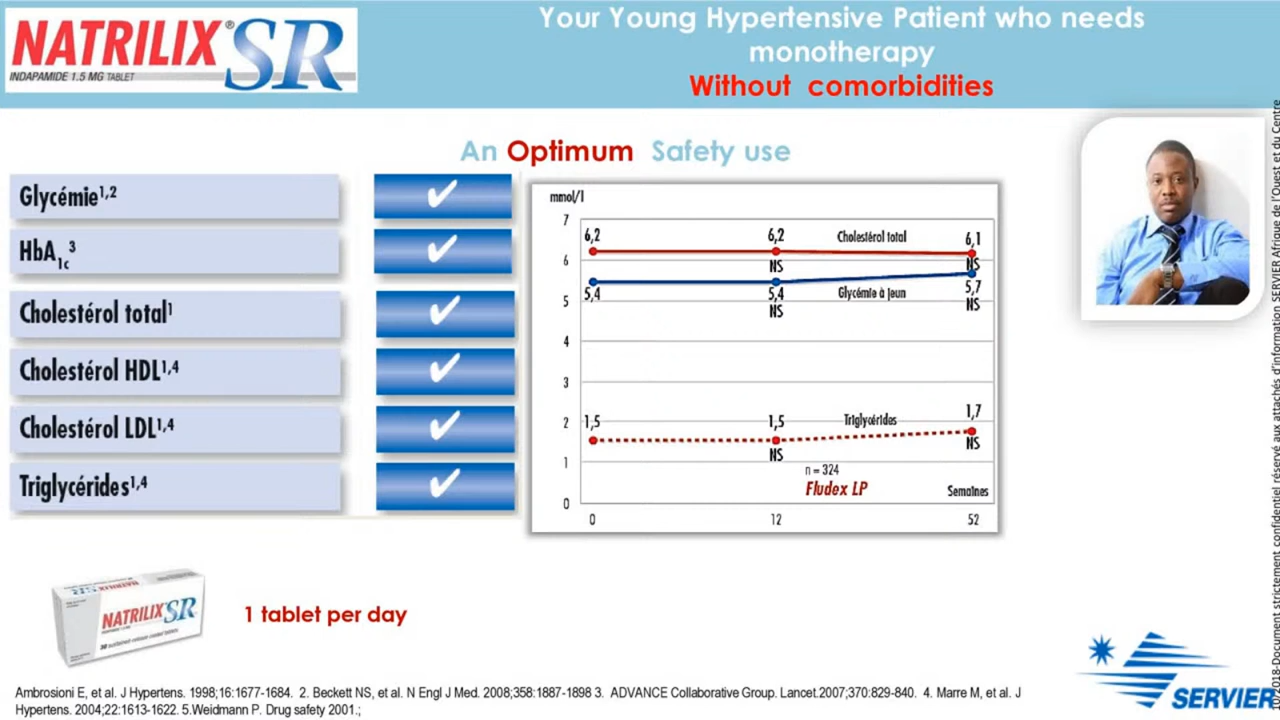 NATRILIX®SR
INDAPAMIDE 1.5 MG TABLET
Your Young Hypertensive Patient who needs
monotherapy
Without comorbidities
An Optimum Safety use
Glycémie1,2
HbA1c3
Cholestérol total1
Cholestérol HDL1,4
Cholestérol LDL1,4
Triglycérides1,4
mmol/l
7
6
5
4
3
2
1
0
6,2
6,2
NS
Cholestérol total
6,1
NS
5,4
5,4
NS
Glycémie à jeun
5,7
NS
1,5
1,5
NS
Triglycérides
1,7
NS
n = 324
Fludex LP
Semaines
0
12
52
NATRILIX SR
30 sustained-release coated tablets
1 tablet per day
SERVIER
Ambrosioni E, et al. J Hypertens. 1998;16:1677-1684. 2. Beckett NS, et al. N Engl J Med. 2008;358:1887-1898 3. ADVANCE Collaborative Group. Lancet.2007;370:829-840. 4. Marre M, et al. J
Hypertens. 2004;22:1613-1622. 5.Weidmann P. Drug safety 2001.;
10/2018-Document strictement confidentiel réservé aux attachés d'information SERVIER Afrique de l'Ouest et du Centre